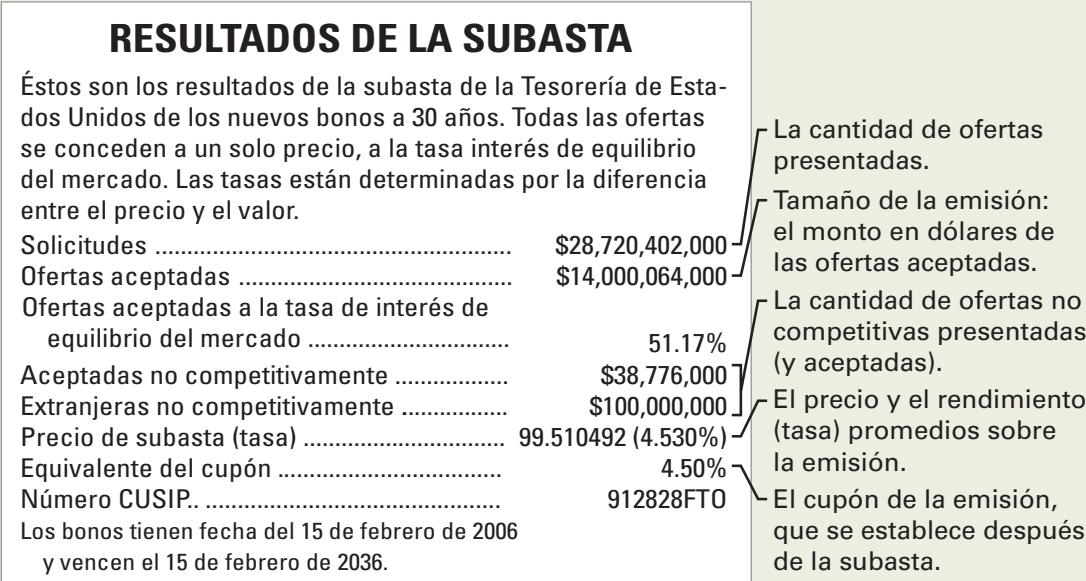 RESULTADOS DE LA SUBASTA
Éstos son los resultados de la subasta de la Tesorería de Esta-
dos Unidos de los nuevos bonos a 30 años. Todas las ofertas
se conceden a un solo precio, a la tasa interés de equilibrio
del mercado. Las tasas están determinadas por la diferencia
entre el precio y el valor.
Solicitudes .................................................... $28,720,402,000
Ofertas aceptadas ........................................ $14,000,064,000
Ofertas aceptadas a la tasa de interés de
equilibrio del mercado ................................. 51.17%
Aceptadas no competitivamente ................. $38,776,000
Extranjeras no competitivamente ................ $100,000,000
Precio de subasta (tasa) .............................. 99.510492 (4.530%)
Equivalente del cupón ................................. 4.50%
Número CUSIP.. ........................................... 912828FTO
Los bonos tienen fecha del 15 de febrero de 2006
y vencen el 15 de febrero de 2036.
La cantidad de ofertas
presentadas.
Tamaño de la emisión:
el monto en dólares de
las ofertas aceptadas.
La cantidad de ofertas no
competitivas presentadas
(y aceptadas).
El precio y el rendimiento
(tasa) promedios sobre
la emisión.
El cupón de la emisión,
que se establece después
de la subasta.